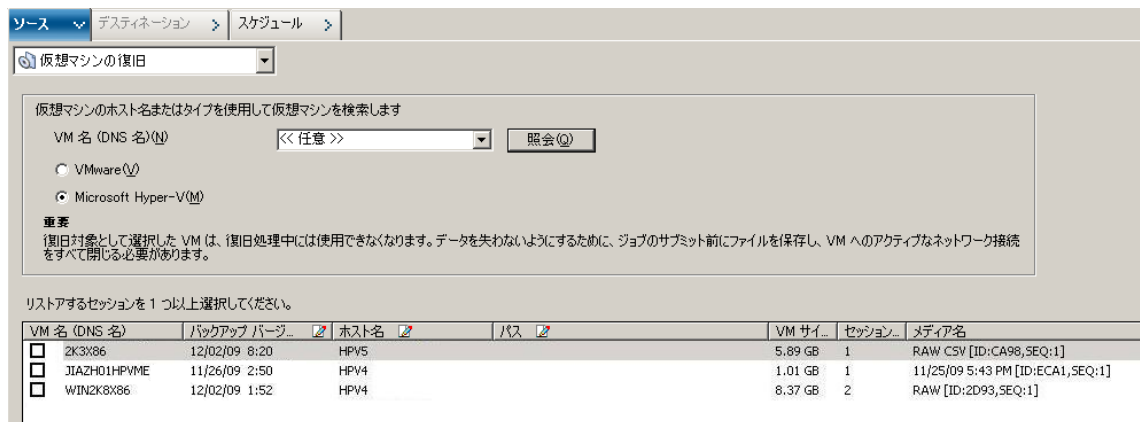 ソース デスティネーション スケジュール
仮想マシンの復旧
仮想マシンのホスト名またはタイプを使用して仮想マシンを検索します
VM 名 (DNS 名)(N) << 任意 >> 照会(Q)
VMware(V)
Microsoft Hyper-V(M)
重要
復旧対象として選択した VM は、復旧処理中には使用できなくなります。データを失わないようにするために、ジョブのサブミット前にファイルを保存し、VM へのアクティブなネットワーク接続
をすべて閉じる必要があります。
リストアするセッションを 1 つ以上選択してください。
VM 名 (DNS 名) バックアップ バージ... ホスト名 パス VM サイ... セッション... メディア名
2K3X86 12/02/09 8:20 HPV5 5.89 GB 1 RAW CSV [ID:CA98,SEQ:1]
JIAZH01HPVME 11/26/09 2:50 HPV4 1.01 GB 1 11/25/09 5:43 PM [ID:ECA1,SEQ:1]
WIN2K8X86 12/02/09 1:52 HPV4 8.37 GB 2 RAW [ID:2D93,SEQ:1]